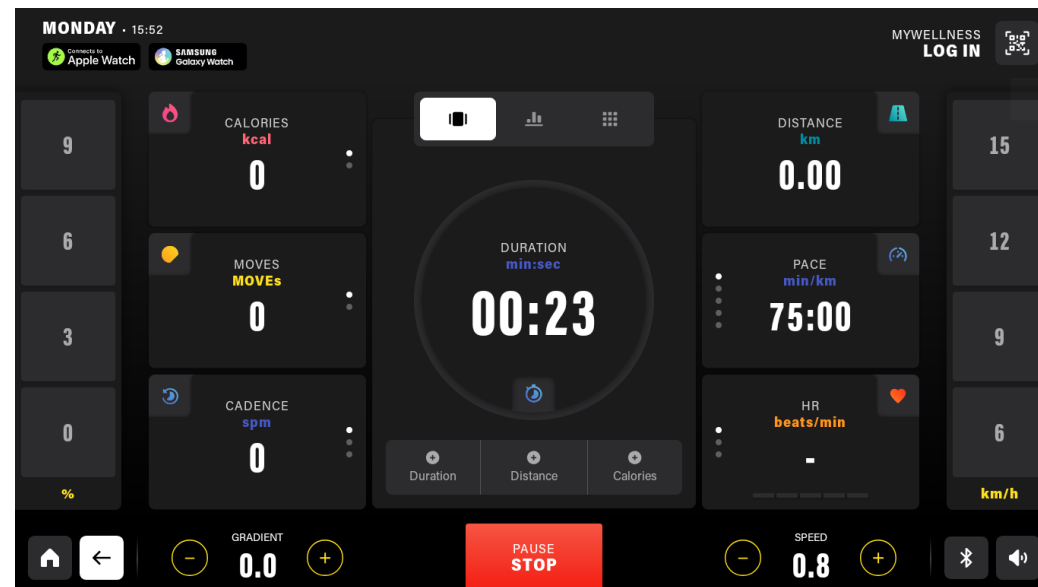 MONDAY • 15:52
Connects to
Apple Watch
SAMSUNG
Galaxy Watch
MYWELLNESS
LOG IN
9
6
3
0
%
CALORIES
kcal
0
MOVES
MOVEs
0
CADENCE
spm
0
DURATION
min:sec
00:23
Duration
Distance
Calories
DISTANCE
km
0.00
PACE
min/km
75:00
HR
beats/min
-
15
12
9
6
km/h
GRADIENT
− 0.0 +
PAUSE
STOP
SPEED
− 0.8 +